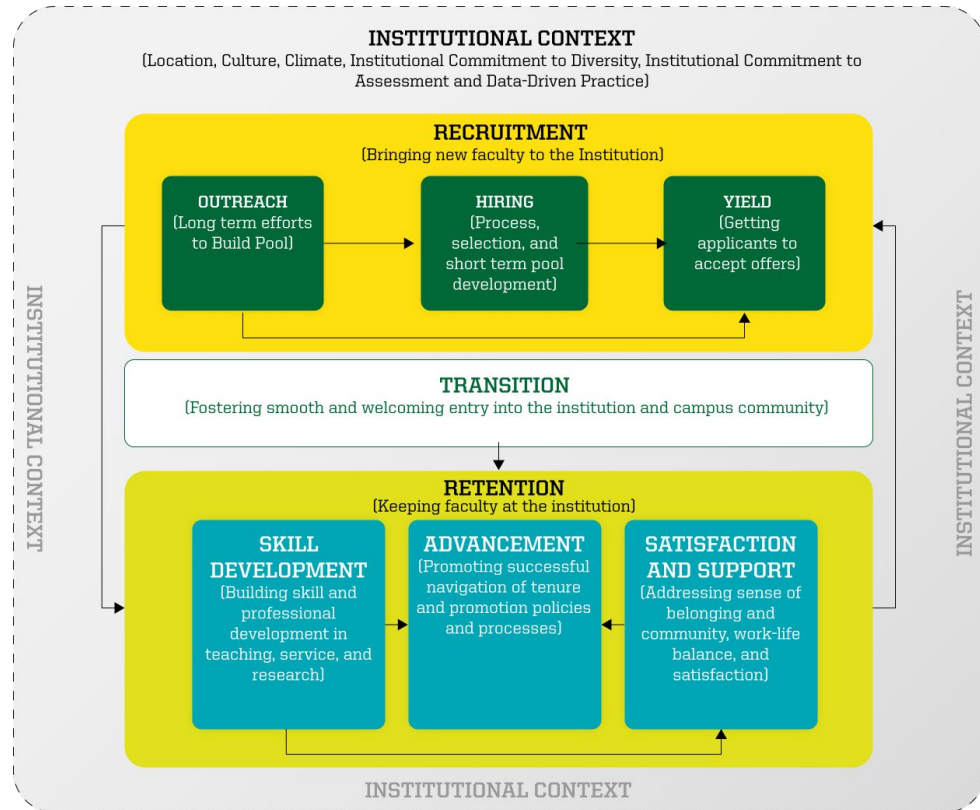 INSTITUTIONAL CONTEXT
(Location, Culture, Climate, Institutional Commitment to Diversity, Institutional Commitment to
Assessment and Data-Driven Practice)
RECRUITMENT
(Bringing new faculty to the Institution)
OUTREACH
(Long term efforts
to Build Pool)
HIRING
(Process,
selection, and
short term pool
development)
YIELD
(Getting
applicants to
accept offers)
INSTITUTIONAL CONTEXT
INSTITUTIONAL CONTEXT
TRANSITION
(Fostering smooth and welcoming entry into the institution and campus community)
RETENTION
(Keeping faculty at the institution)
SKILL
DEVELOPMENT
(Building skill and
professional
development in
teaching, service, and
research)
ADVANCEMENT
(Promoting successful
navigation of tenure
and promotion policies
and processes)
SATISFACTION
AND SUPPORT
(Addressing sense of
belonging and
community, work-life
balance, and
satisfaction)
INSTITUTIONAL CONTEXT